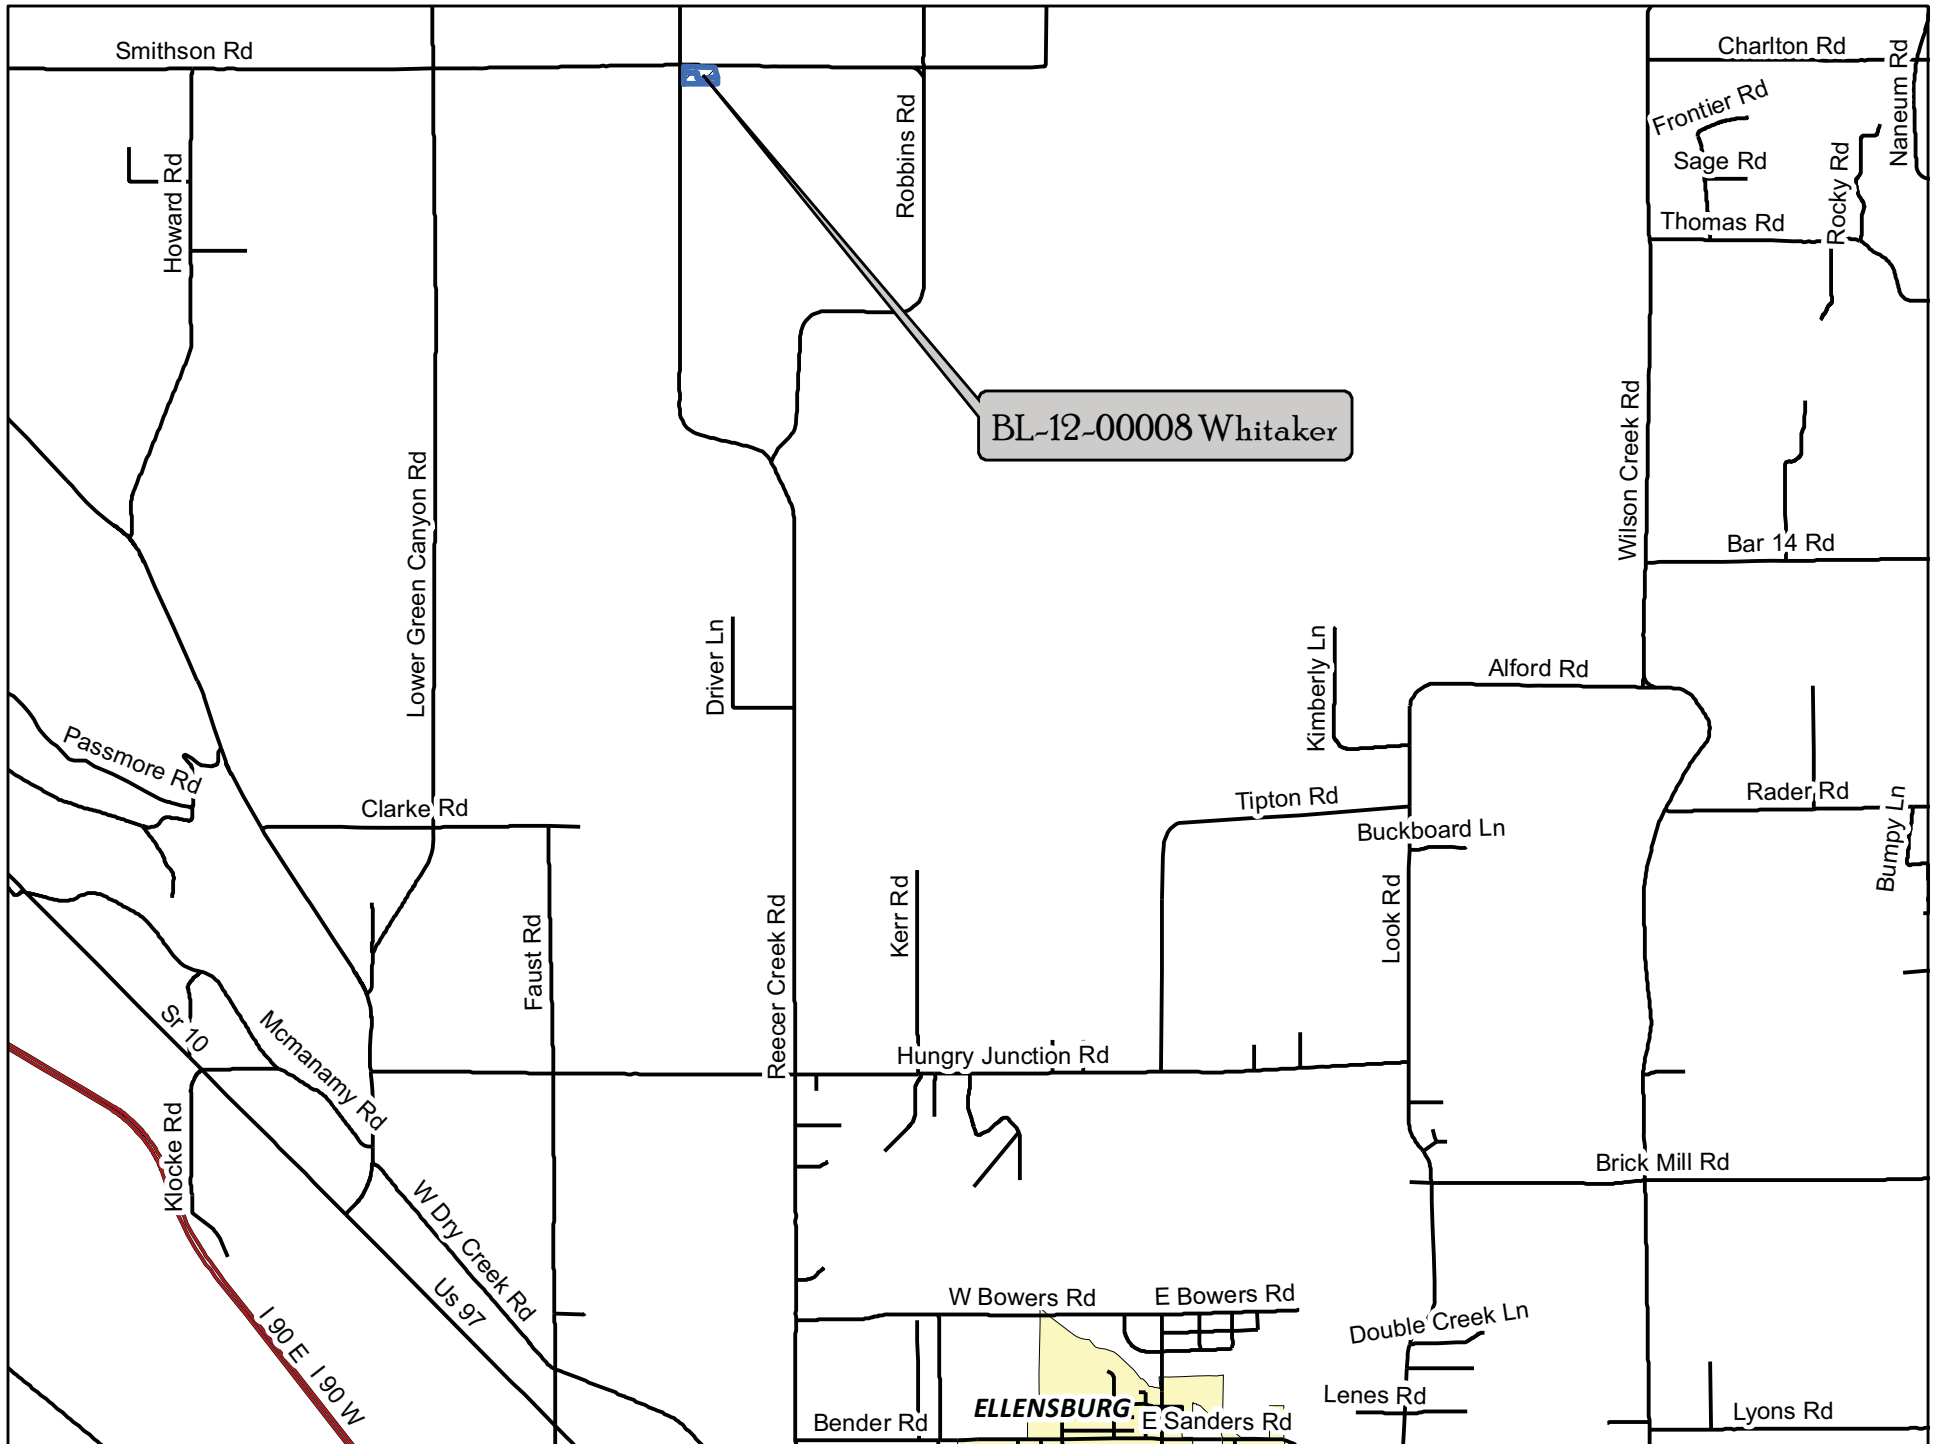 Smithson Rd
Charlton Rd
Naneum Rd
Frontier Rd
Sage Rd
Rocky Rd
Thomas Rd
Howard Rd
Robbins Rd
BL-12-00008 Whitaker
Wilson Creek Rd
Lower Green Canyon Rd
Bar 14 Rd
Driver Ln
Kimberly Ln
Alford Rd
Passmore Rd
Clarke Rd
Tipton Rd
Rader Rd
Buckboard Ln
Bumpy Ln
Faust Rd
Reecer Creek Rd
Kerr Rd
Look Rd
Sr 10
Mcmanamy Rd
Hungry Junction Rd
Klocke Rd
Brick Mill Rd
W Dry Creek Rd
Us 97
W Bowers Rd
E Bowers Rd
Double Creek Ln
I 90 E
I 90 W
Lenes Rd
ELLENSBURG
Bender Rd
E Sanders Rd
Lyons Rd